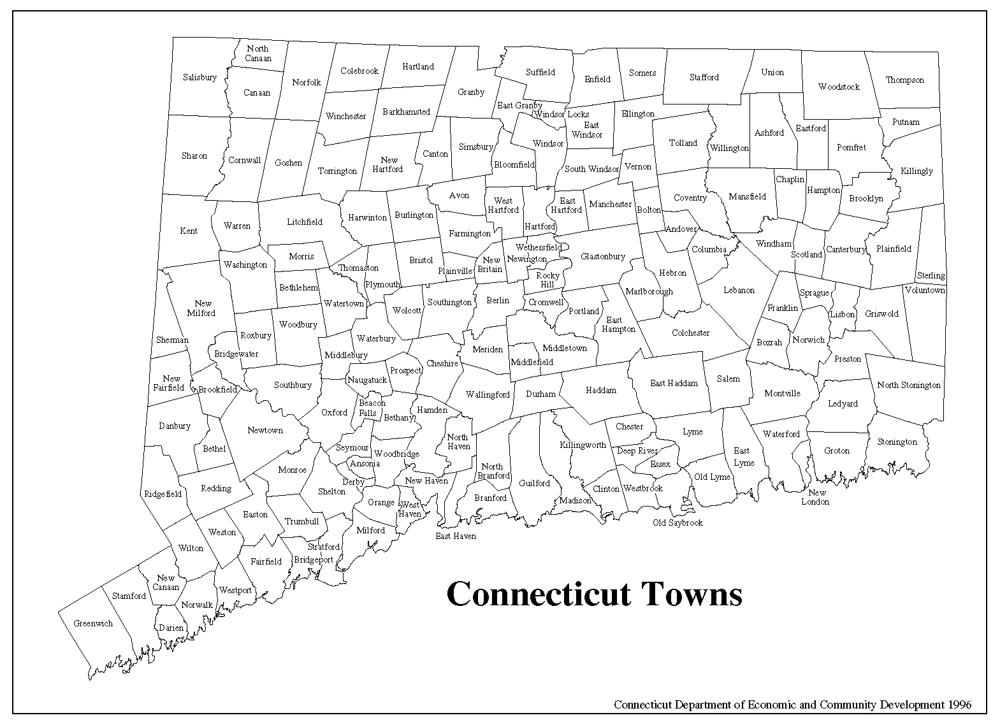 North
Canaan
Salisbury
Canaan
Norfolk
Colebrook
Hartland
Granby
Suffield
Enfield
Somers
Stafford
Union
Woodstock
Thompson
Winchester
Barkhamsted
East Granby
Windsor Locks
East
Windsor
Ellington
Tolland
Willington
Ashford
Eastford
Pomfret
Putnam
Killingly
Sharon
Cornwall
Goshen
Torrington
New
Hartford
Canton
Simsbury
Bloomfield
Windsor
South Windsor
Vernon
Coventry
Mansfield
Chaplin
Hampton
Brooklyn
Kent
Warren
Litchfield
Harwinton
Burlington
Avon
Farmington
West
Hartford
Hartford
East
Hartford
Manchester
Bolton
Andover
Columbia
Windham
Scotland
Canterbury
Plainfield
Sterling
Washington
Morris
Bethlehem
Thomaston
Plymouth
Bristol
Plainville
New
Britain
Wethersfield
Newington
Rocky
Hill
Glastonbury
Hebron
Marlborough
Lebanon
Franklin
Sprague
Lisbon
Griswold
Voluntown
New
Milford
Sherman
Roxbury
Woodbury
Watertown
Wolcott
Southington
Berlin
Cromwell
Portland
East
Hampton
Colchester
Bozrah
Norwich
Preston
North Stonington
Bridgewater
Middlebury
Waterbury
Cheshire
Meriden
Middletown
Middlefield
New
Fairfield
Brookfield
Southbury
Naugatuck
Prospect
Wallingford
Durham
Haddam
East Haddam
Salem
Montville
Ledyard
Danbury
Bethel
Newtown
Oxford
Beacon
Falls
Bethany
Hamden
North
Haven
Killingworth
Chester
Deep River
Essex
Lyme
East
Lyme
Waterford
Groton
Stonington
Seymour
Woodbridge
Ansonia
Derby
New Haven
North
Branford
Branford
Guilford
Madison
Clinton
Westbrook
Old Lyme
New
London
Old Saybrook
Ridgefield
Redding
Monroe
Shelton
Orange
West
Haven
East Haven
Easton
Trumbull
Milford
Weston
Wilton
Fairfield
Stratford
Bridgeport
New
Canaan
Stamford
Norwalk
Westport
Greenwich
Darien
Connecticut Towns
Connecticut Department of Economic and Community Development 1996